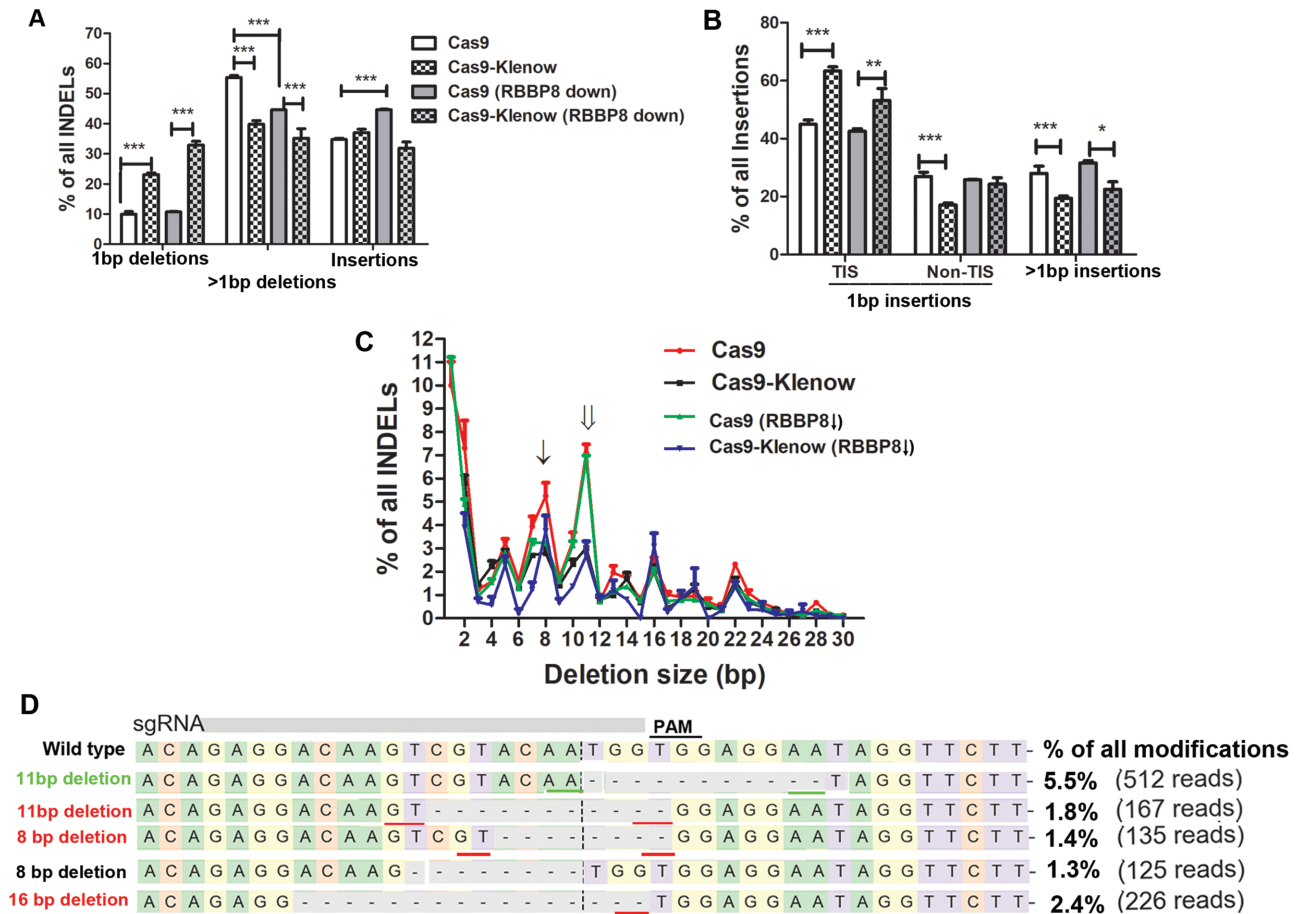 A
% of all INDELs
70
60
50
40
30
20
10
0
***
***
***
***
***
***
1bp deletions
>1bp deletions
Insertions
Cas9
Cas9-Klenow
Cas9 (RBBP8 down)
Cas9-Klenow (RBBP8 down)
B
% of all Insertions
80
60
40
20
0
***
**
***
***
*
TIS
Non-TIS
>1bp insertions
1bp insertions
C
% of all INDELs
12
11
10
9
8
7
6
5
4
3
2
1
0
↓
⇓
Cas9
Cas9-Klenow
Cas9 (RBBP8↓)
Cas9-Klenow (RBBP8↓)
2 4 6 8 10 12 14 16 18 20 22 24 26 28 30
Deletion size (bp)
D
sgRNA
PAM
Wild type A C A G A G G A C A A G T C G T A C A A T G G T G G A G G A A T A G G T T C T T - % of all modifications
11bp deletion A C A G A G G A C A A G T C G T A C A A - - - - - - - - - - - T A G G T T C T T - 5.5% (512 reads)
11bp deletion A C A G A G G A C A A G T - - - - - - - - - - - G G A G G A A T A G G T T C T T - 1.8% (167 reads)
8 bp deletion A C A G A G G A C A A G T C G T - - - - - - - - G G A G G A A T A G G T T C T T - 1.4% (135 reads)
8 bp deletion A C A G A G G A C A A G - - - - - - - - T G G T G G A G G A A T A G G T T C T T - 1.3% (125 reads)
16 bp deletion A C A G A G G - - - - - - - - - - - - - - - - T G G A G G A A T A G G T T C T T - 2.4% (226 reads)